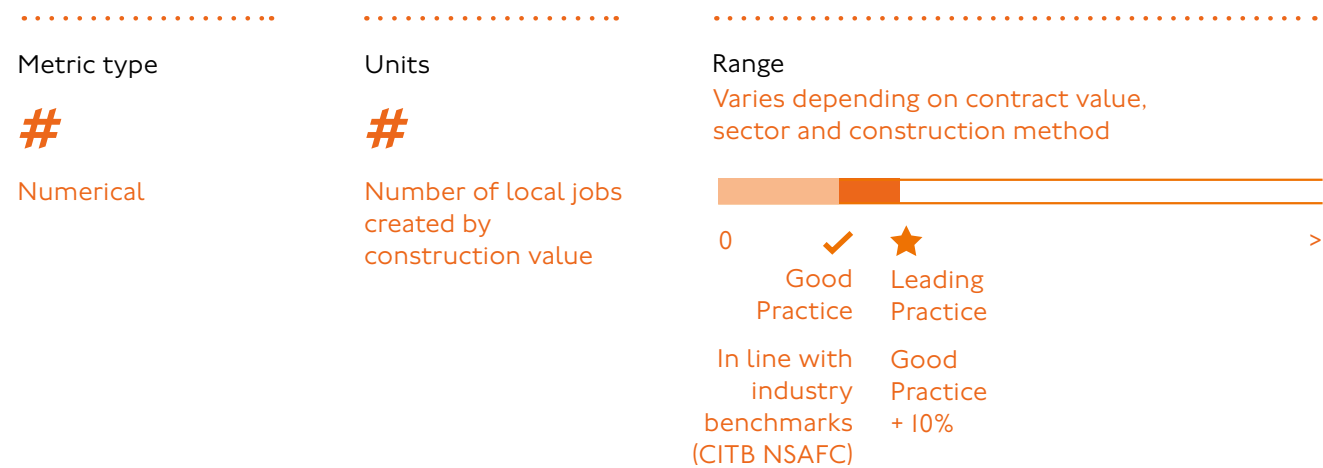 Metric type
#
Numerical
Units
#
Number of local jobs
created by
construction value
Range
Varies depending on contract value,
sector and construction method
0
>
Good
Practice
In line with
industry
benchmarks
(CITB NSAFC)
Leading
Practice
Good
Practice
+ 10%